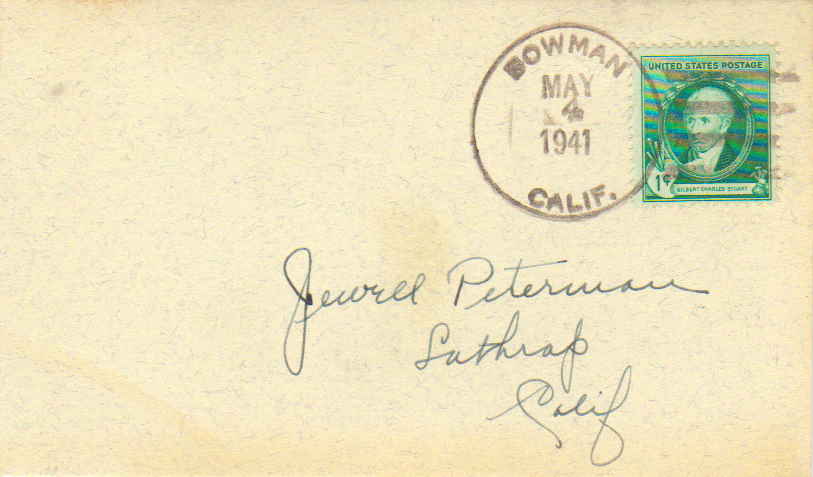 BOWMAN
MAY
4
1941
CALIF.
UNITED STATES POSTAGE
1¢
GILBERT CHARLES STUART
Jewell Peterman
Lathrop
Calif